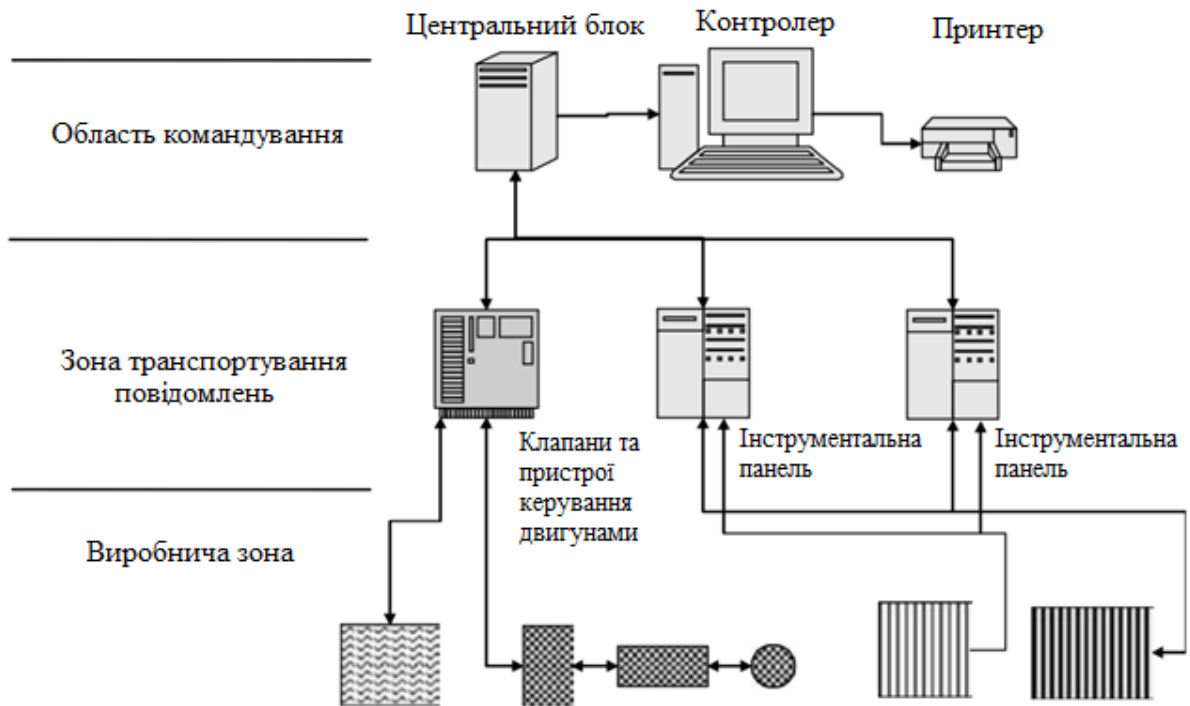 Центральний блок
Контролер
Принтер
Область командування
Зона транспортування
повідомлень
Клапани та
пристрої
керування
двигунами
Інструментальна
панель
Інструментальна
панель
Виробнича зона